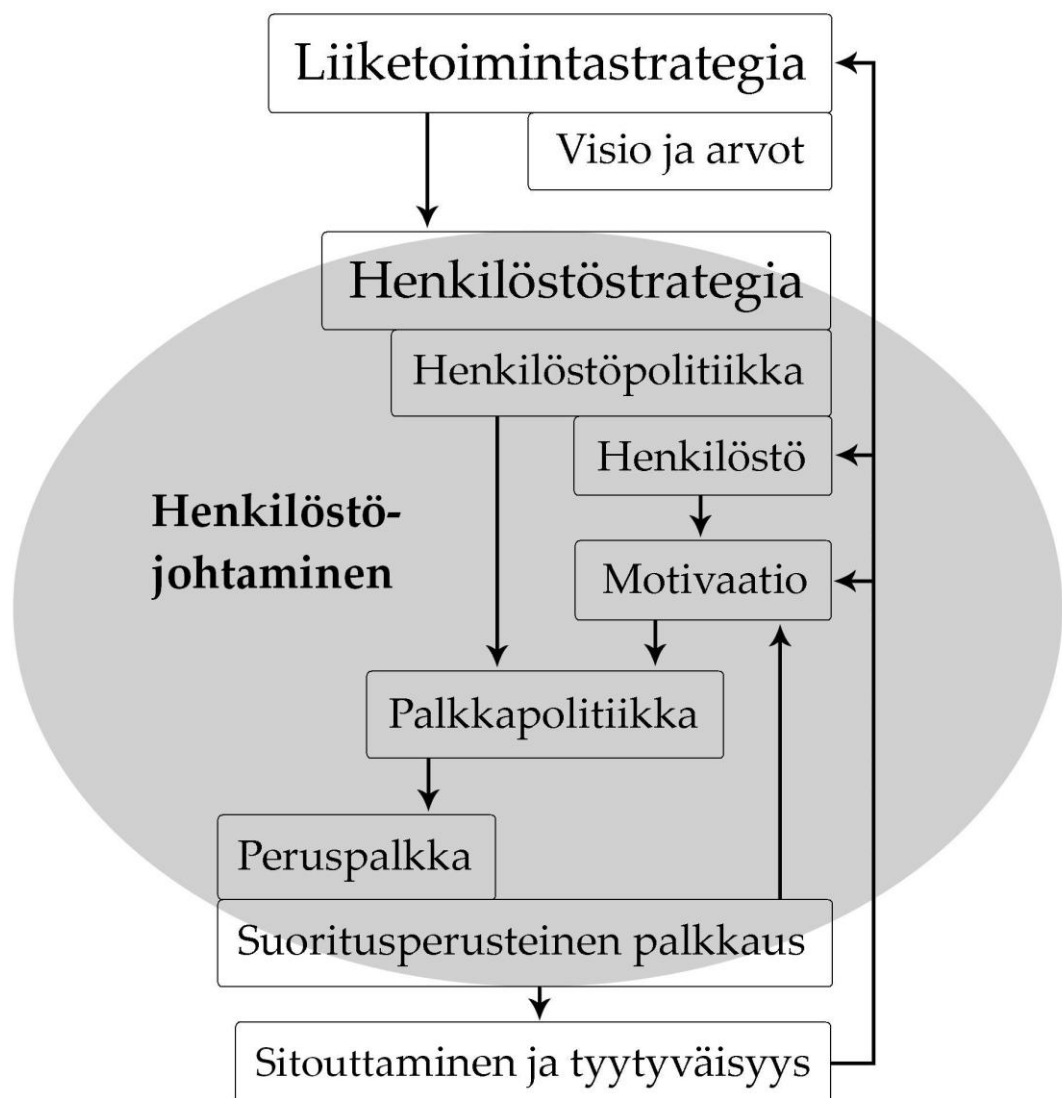 Liiketoimintastrategia
Visio ja arvot
Henkilöstöstrategia
Henkilöstöpolitiikka
Henkilöstö
Henkilöstö-
johtaminen
Motivaatio
Palkkapolitiikka
Peruspalkka
Suoritusperusteinen palkkaus
Sitouttaminen ja tyytyväisyys